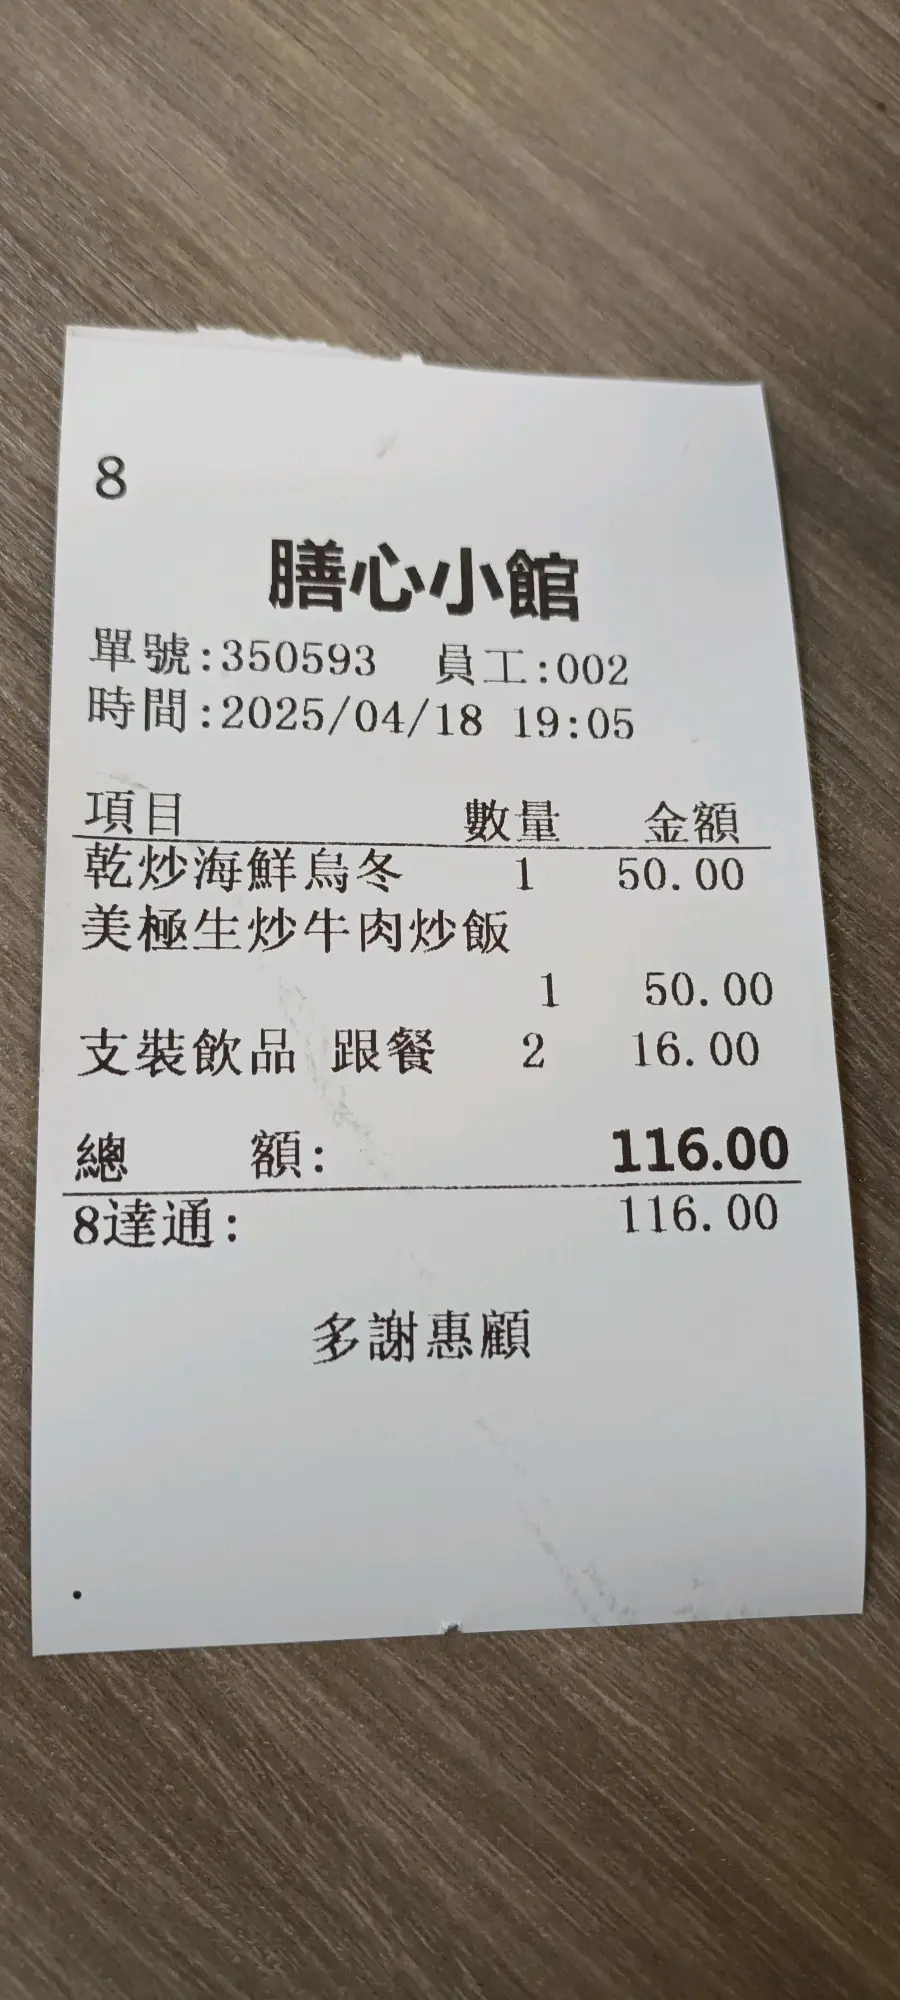 8
膳心小館
單號:350593 員工:002
時間:2025/04/18 19:05
項目 數量 金額
乾炒海鮮烏冬 1 50.00
美極生炒牛肉炒飯
1 50.00
支裝飲品 跟餐 2 16.00
總 額: 116.00
8達通: 116.00
多謝惠顧